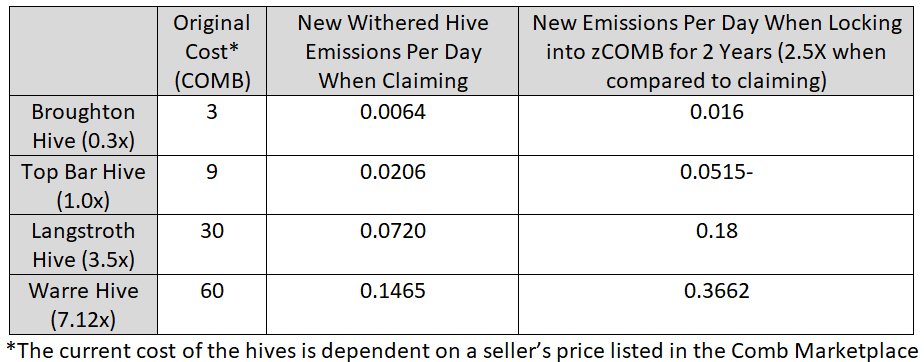 Original
Cost*
(COMB)
New Withered Hive
Emissions Per Day
When Claiming
New Emissions Per Day When Locking
into zCOMB for 2 Years (2.5X when
compared to claiming)
Broughton
Hive (0.3x)
3
0.0064
0.016
Top Bar Hive
(1.0x)
9
0.0206
0.0515-
Langstroth
Hive (3.5x)
30
0.0720
0.18
Warre Hive
(7.12x)
60
0.1465
0.3662
*The current cost of the hives is dependent on a seller’s price listed in the Comb Marketplace